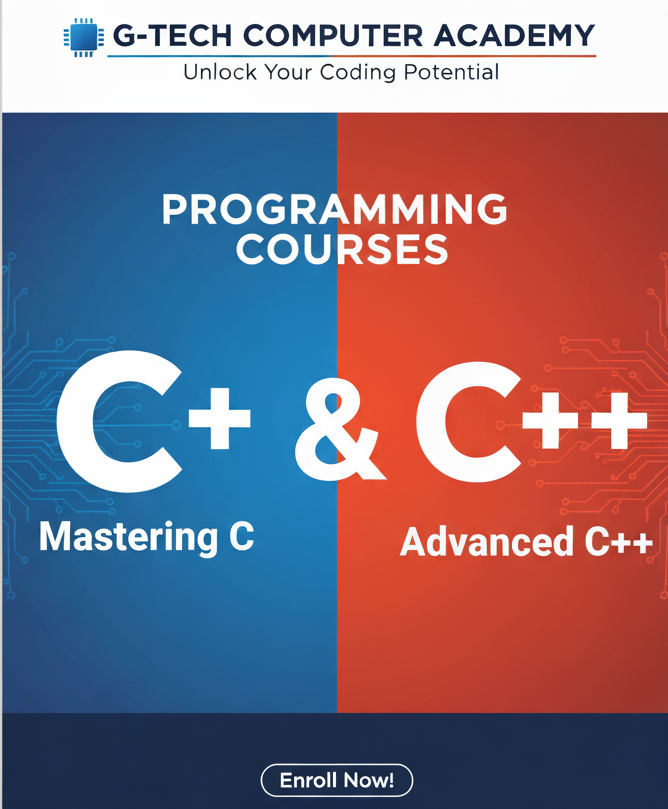 G-TECH COMPUTER ACADEMY
Unlock Your Coding Potential
PROGRAMMING
COURSES
C+ & C++
Mastering C
Advanced C++
Enroll Now!